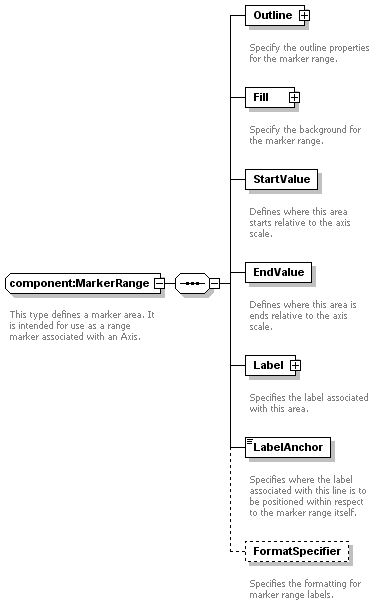 Outline
Specify the outline properties
for the marker range.
Fill
Specify the background for
the marker range.
StartValue
Defines where this area
starts relative to the axis
scale.
EndValue
Defines where this area is
ends relative to the axis
scale.
component:MarkerRange
This type defines a marker area. It
is intended for use as a range
marker associated with an Axis.
Label
Specifies the label associated
with this area.
LabelAnchor
Specifies where the label
associated with this line is to
be positioned within respect
to the marker range itself.
FormatSpecifier
Specifies the formatting for
marker range labels.